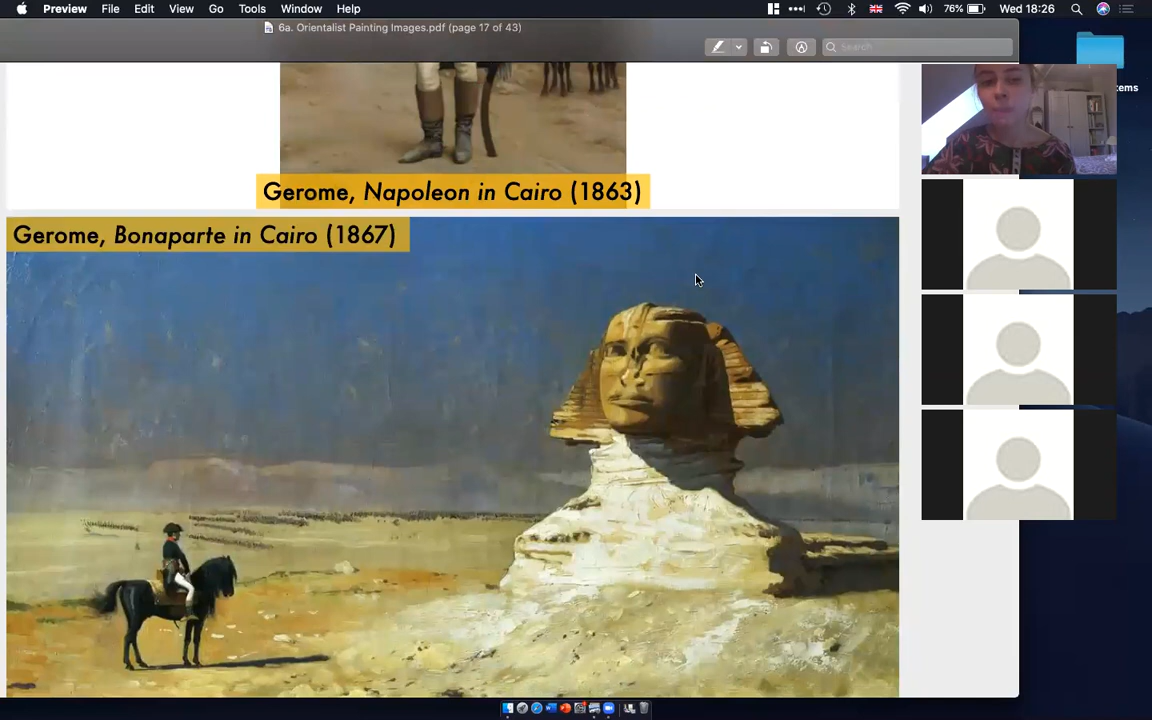 Preview File Edit View Go Tools Window Help 76% Wed 18:26
6a. Orientalist Painting Images.pdf (page 17 of 43)
Search
Gerome, Napoleon in Cairo (1863)
Gerome, Bonaparte in Cairo (1867)